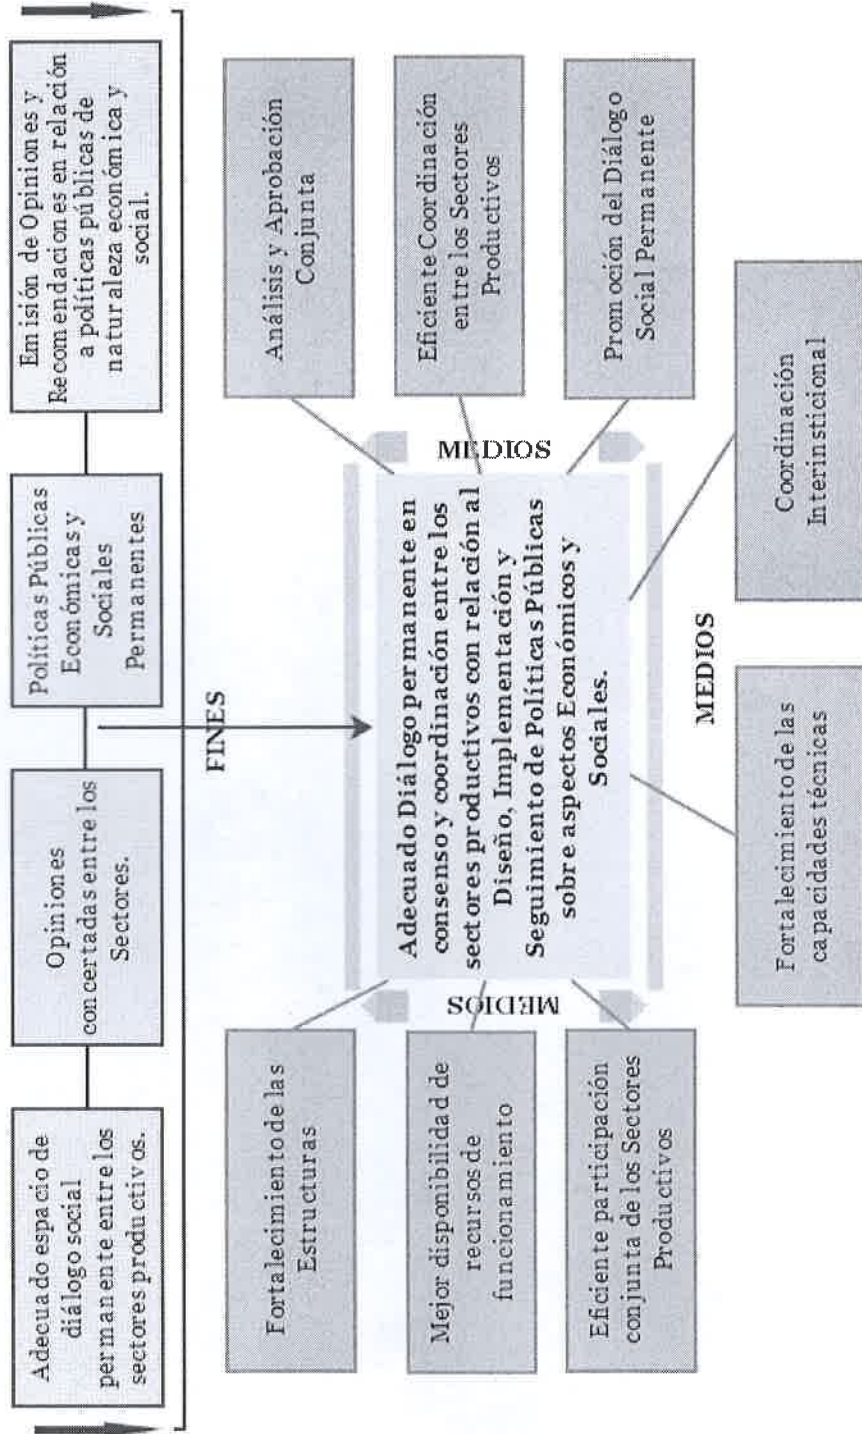 Adecuado espacio de
diálogo social
permanente entre los
sectores productivos.
Opiniones
concertadas entre los
Sectores.
Políticas Públicas
Económicas y
Sociales
Permanentes
Emisión de Opiniones y
Recomendaciones en relación
a políticas públicas de
naturaleza económica y
social.
FINES
Fortalecimiento de las
Estructuras
Mejor disponibilidad de
recursos de
funcionamiento
Eficiente participación
conjunta de los Sectores
Productivos
MEDIOS
Adecuado Diálogo permanente en
consenso y coordinación entre los
sectores productivos con relación al
Diseño, Implementación y
Seguimiento de Políticas Públicas
sobre aspectos Económicos y
Sociales.
MEDIOS
Análisis y Aprobación
Conjunta
Eficiente Coordinación
entre los Sectores
Productivos
Promoción del Diálogo
Social Permanente
MEDIOS
Fortalecimiento de las
capacidades técnicas
Coordinación
Interinsticional